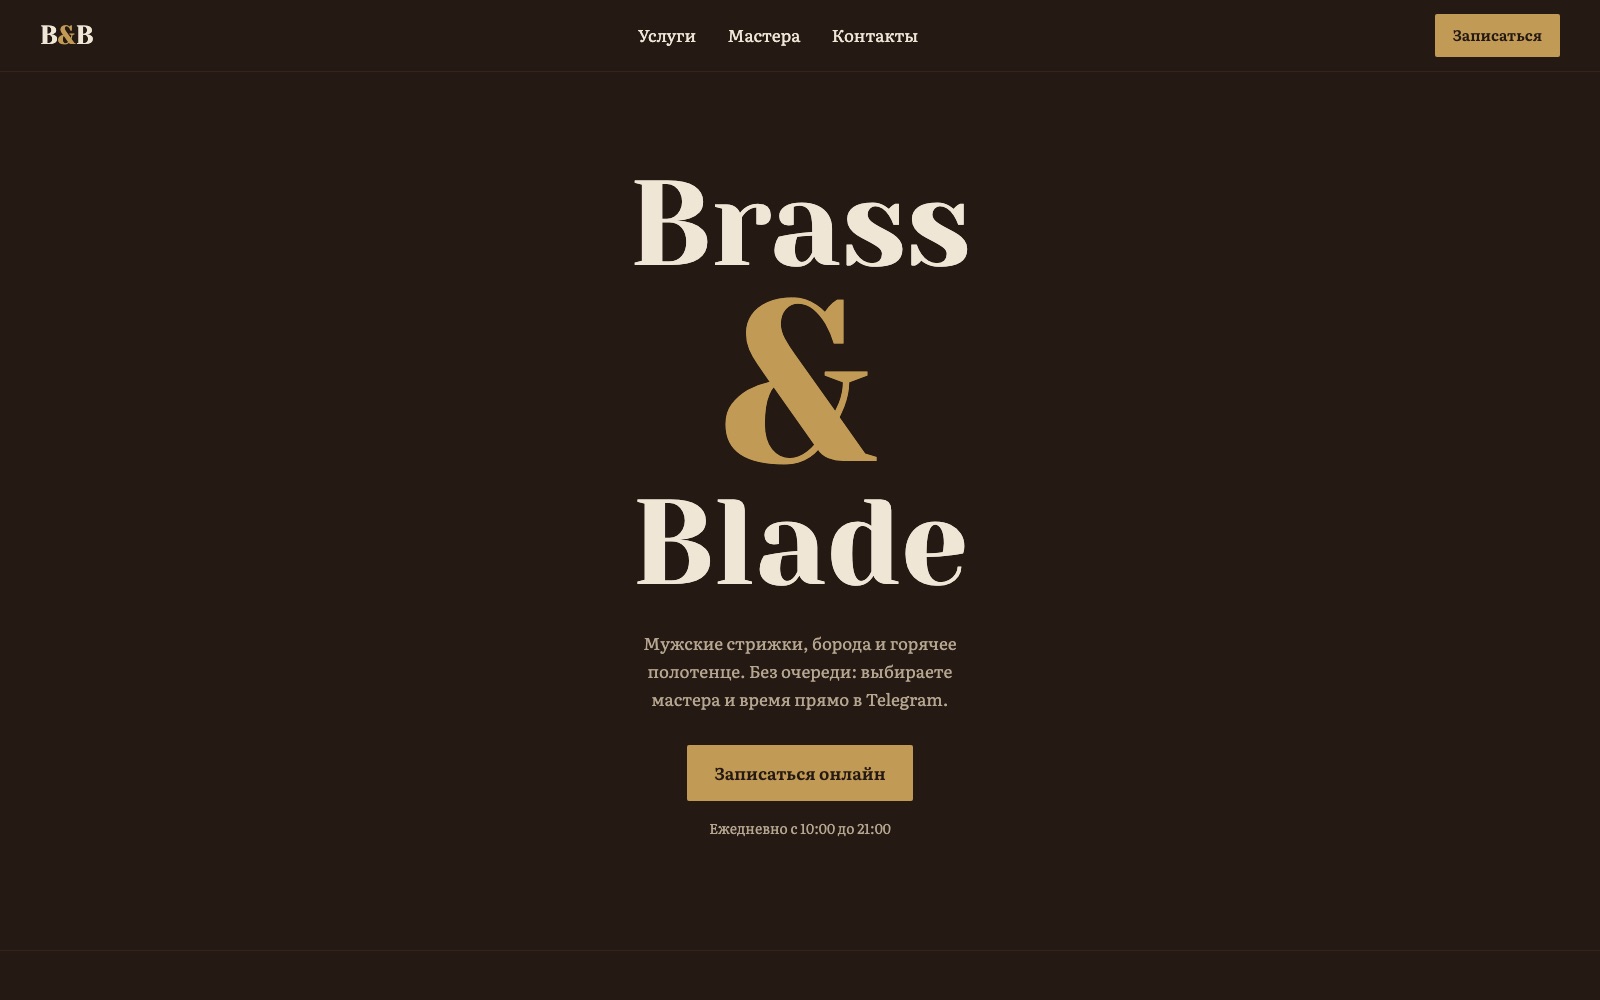 B&B
Услуги
Мастера
Контакты
Записаться
Brass
&
Blade
Мужские стрижки, борода и горячее
полотенце. Без очереди: выбираете
мастера и время прямо в Telegram.
Записаться онлайн
Ежедневно с 10:00 до 21:00